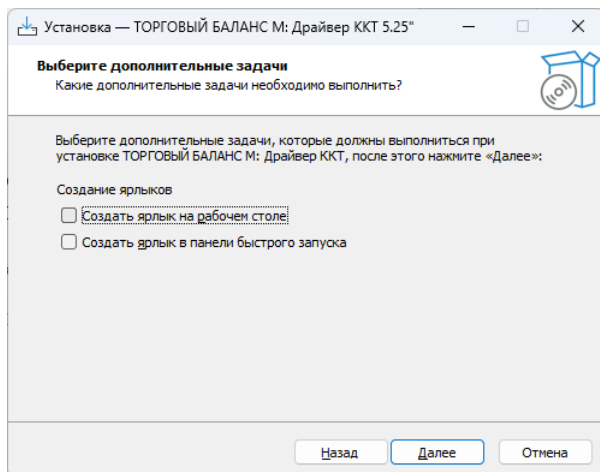 Установка — ТОРГОВЫЙ БАЛАНС М: Драйвер ККТ 5.25"
Выберите дополнительные задачи
Какие дополнительные задачи необходимо выполнить?
Выберите дополнительные задачи, которые должны выполниться при
установке ТОРГОВЫЙ БАЛАНС М: Драйвер ККТ, после этого нажмите «Далее»:
Создание ярлыков
Создать ярлык на рабочем столе
Создать ярлык в панели быстрого запуска
Назад
Далее
Отмена